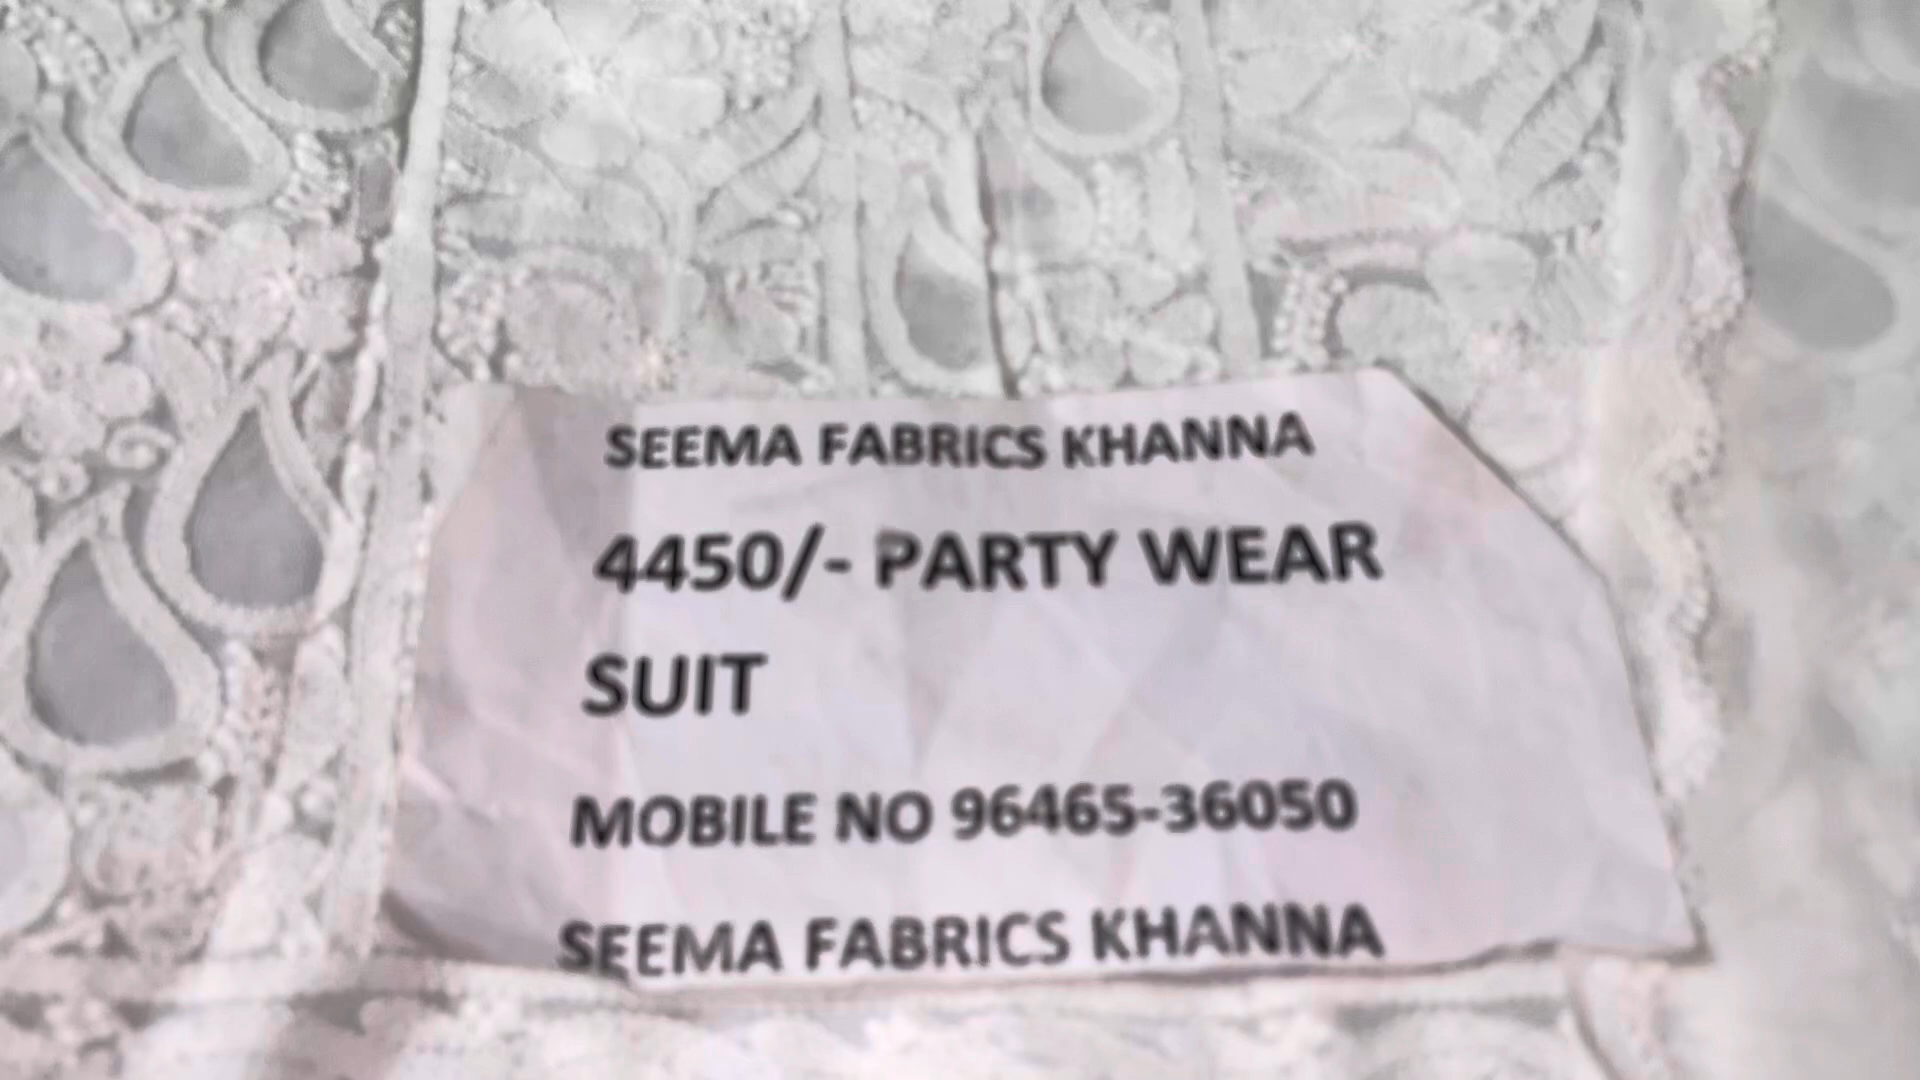 SEEMA FABRICS KHANNA
4450/- PARTY WEAR
SUIT
MOBILE NO 96465-36050
SEEMA FABRICS KHANNA